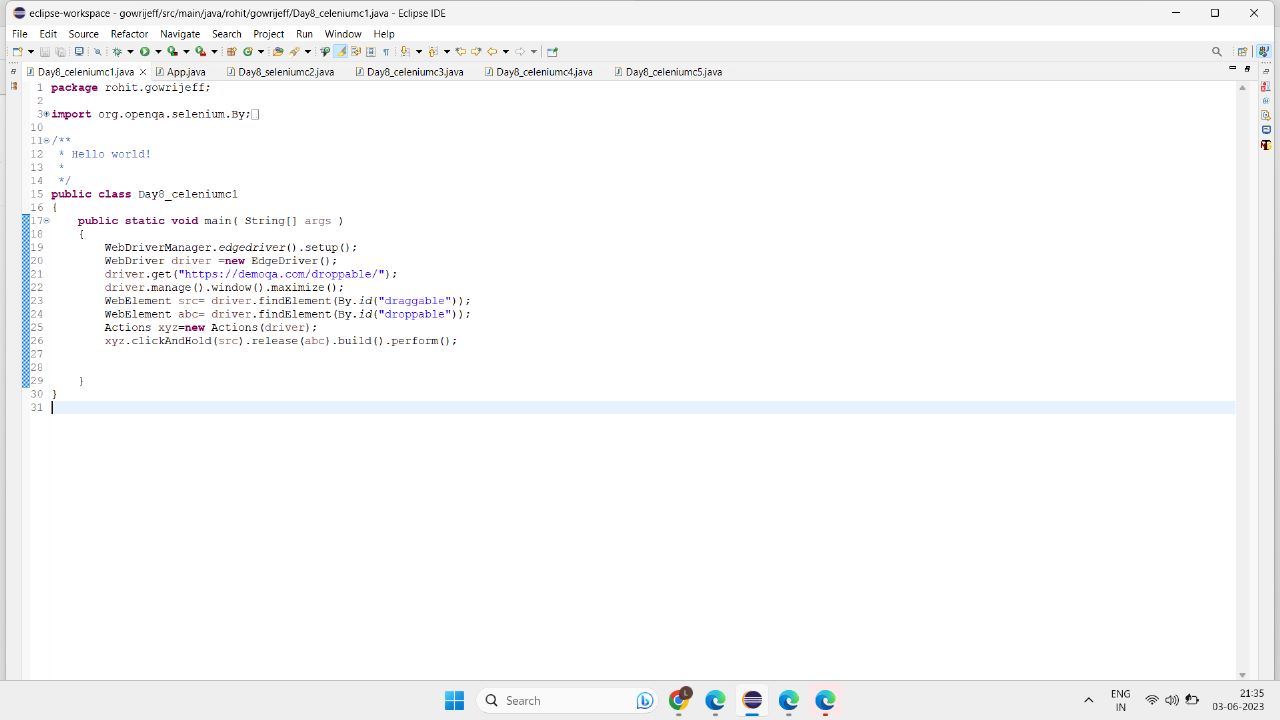 eclipse-workspace - gowrijeff/src/main/java/rohit/gowrijeff/Day8_celeniumc1.java - Eclipse IDE
File Edit Source Refactor Navigate Search Project Run Window Help
Day8_celeniumc1.java App.java Day8_seleniumc2.java Day8_celeniumc3.java Day8_celeniumc4.java Day8_celeniumc5.java
1 package rohit.gowrijeff;
2
3 import org.openqa.selenium.By;
10
11 /**
12 * Hello world!
13 *
14 */
15 public class Day8_celeniumc1
16 {
17 public static void main( String[] args )
18 {
19 WebDriverManager.edgedriver().setup();
20 WebDriver driver =new EdgeDriver();
21 driver.get("https://demoqa.com/droppable/");
22 driver.manage().window().maximize();
23 WebElement src= driver.findElement(By.id("draggable"));
24 WebElement abc= driver.findElement(By.id("droppable"));
25 Actions xyz=new Actions(driver);
26 xyz.clickAndHold(src).release(abc).build().perform();
27
28
29 }
30 }
31
Search
L
ENG
IN
21:35
03-06-2023